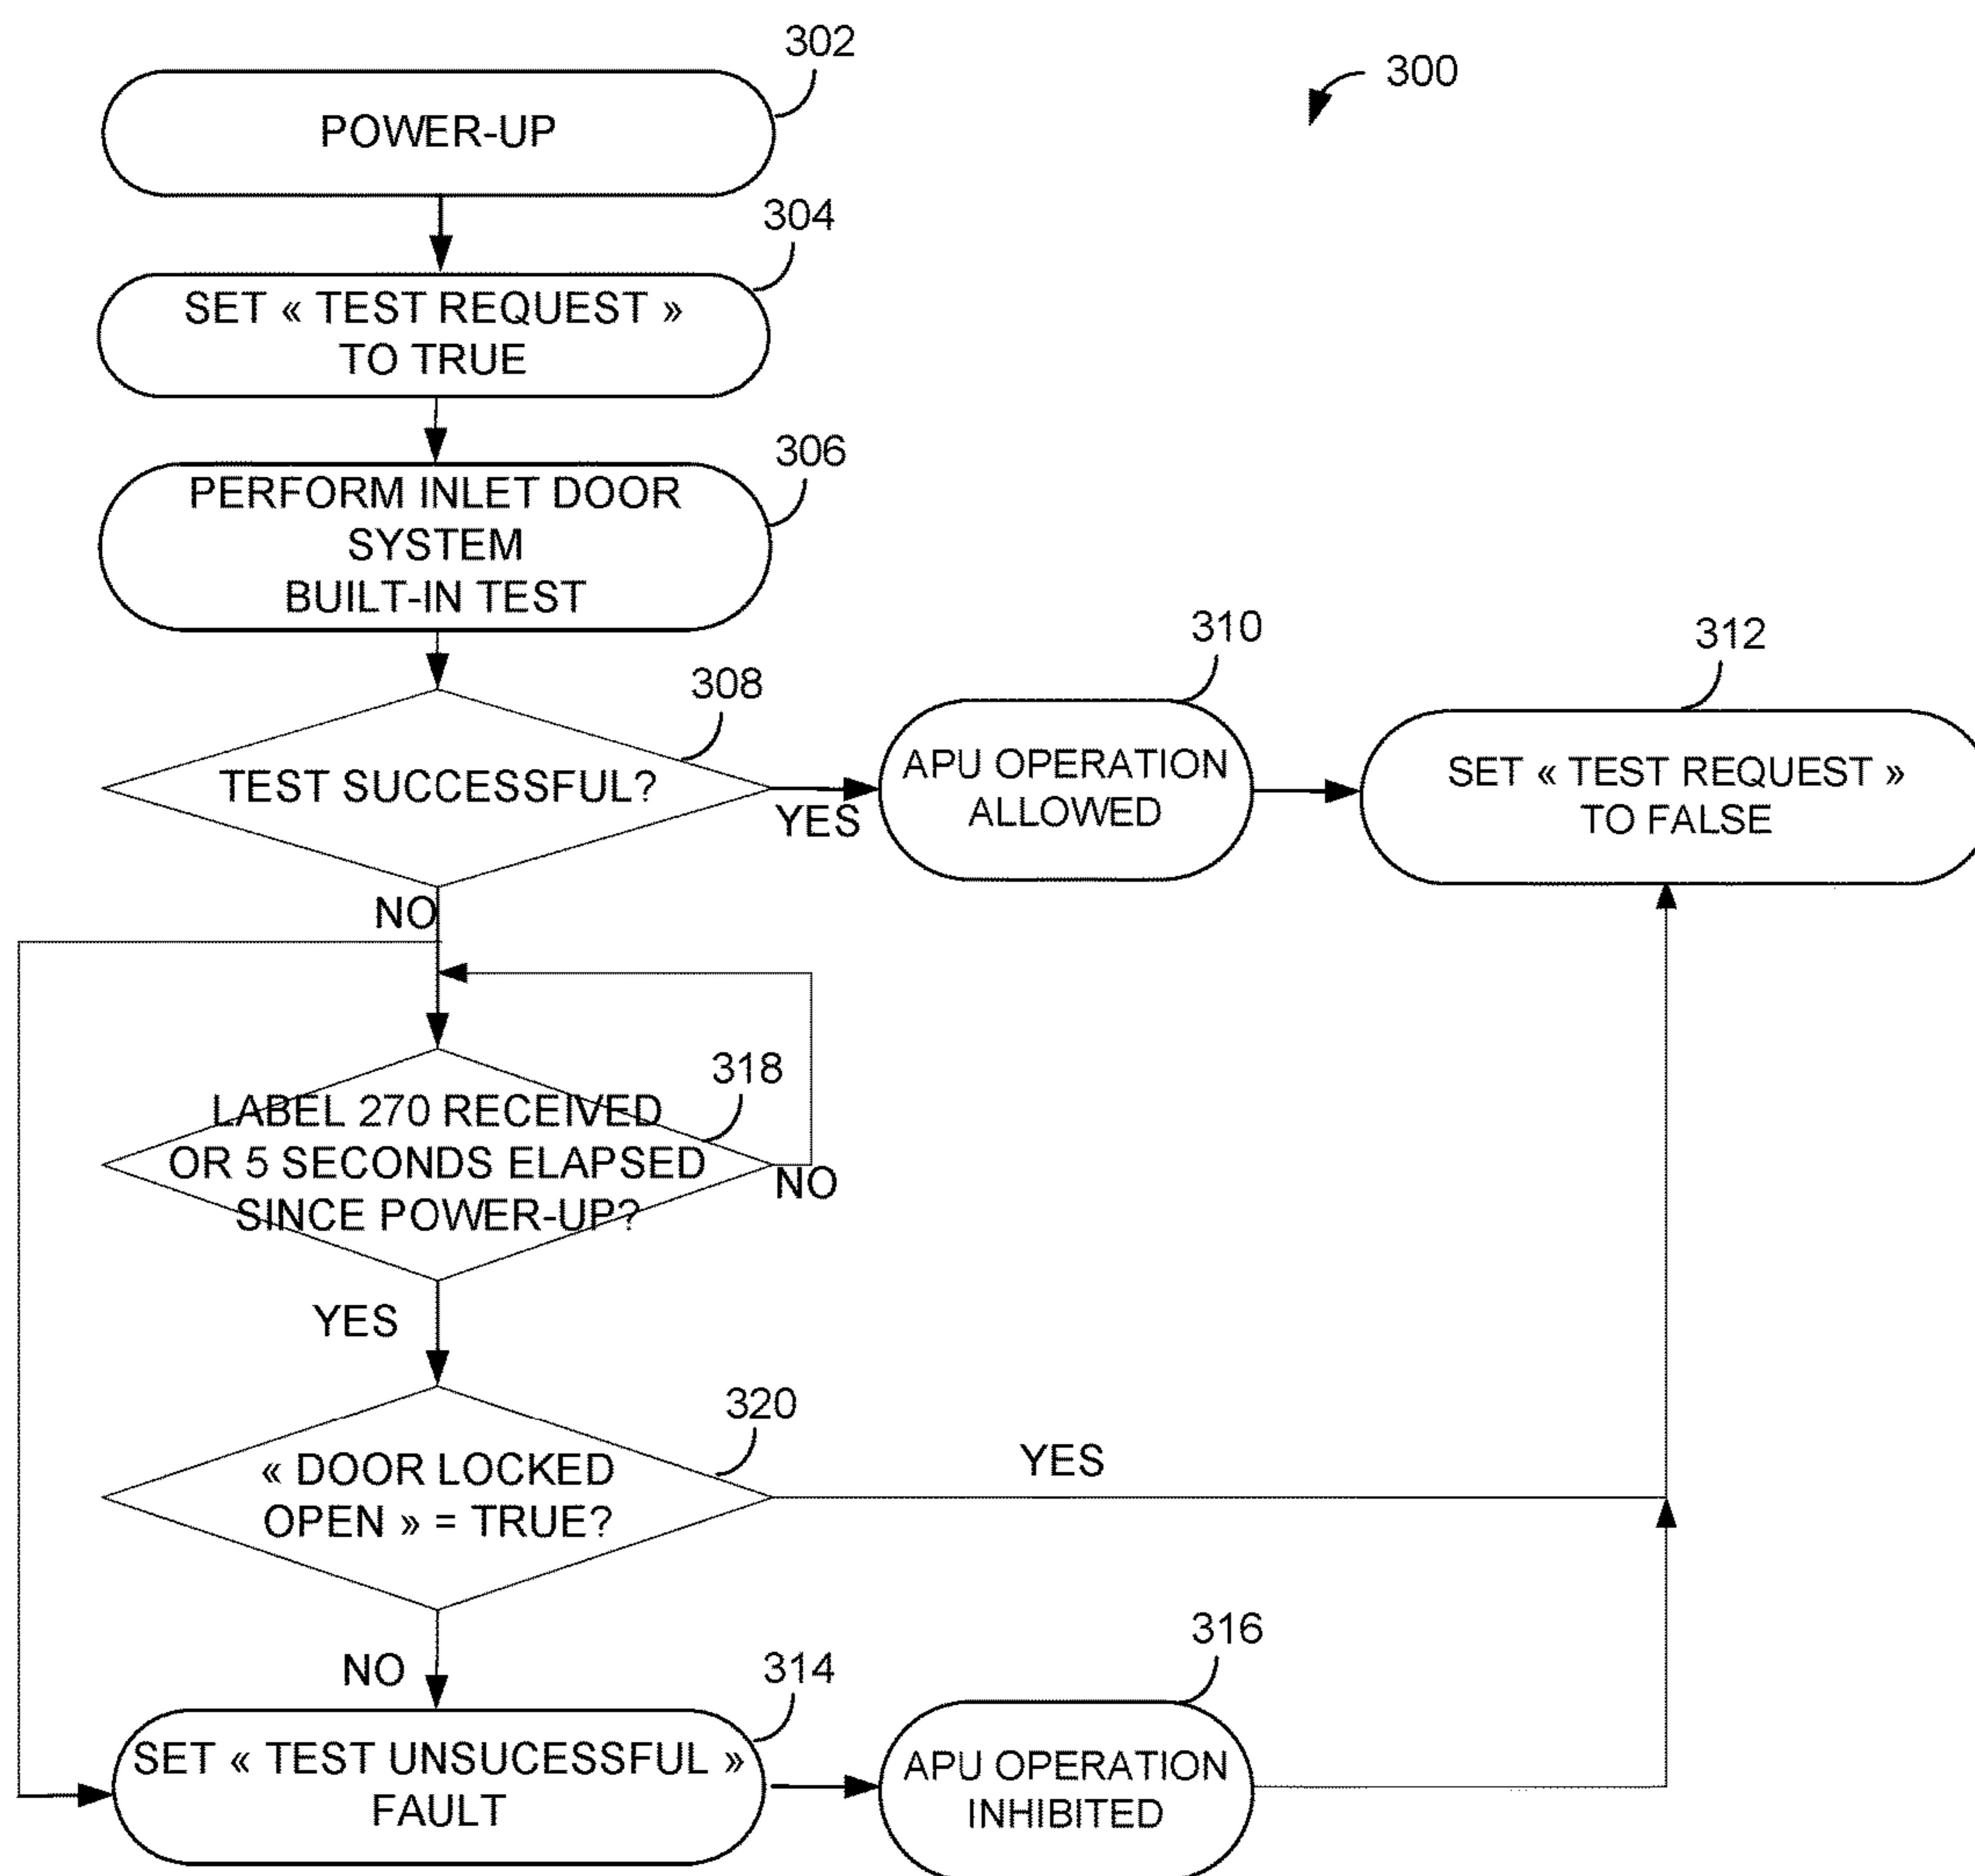 302
300
POWER-UP
304
SET « TEST REQUEST »
TO TRUE
306
PERFORM INLET DOOR
SYSTEM
BUILT-IN TEST
308
TEST SUCCESSFUL?
YES
310
APU OPERATION
ALLOWED
312
SET « TEST REQUEST »
TO FALSE
NO
318
LABEL 270 RECEIVED
OR 5 SECONDS ELAPSED
SINCE POWER-UP?
NO
YES
320
« DOOR LOCKED
OPEN » = TRUE?
YES
NO
314
SET « TEST UNSUCESSFUL »
FAULT
316
APU OPERATION
INHIBITED